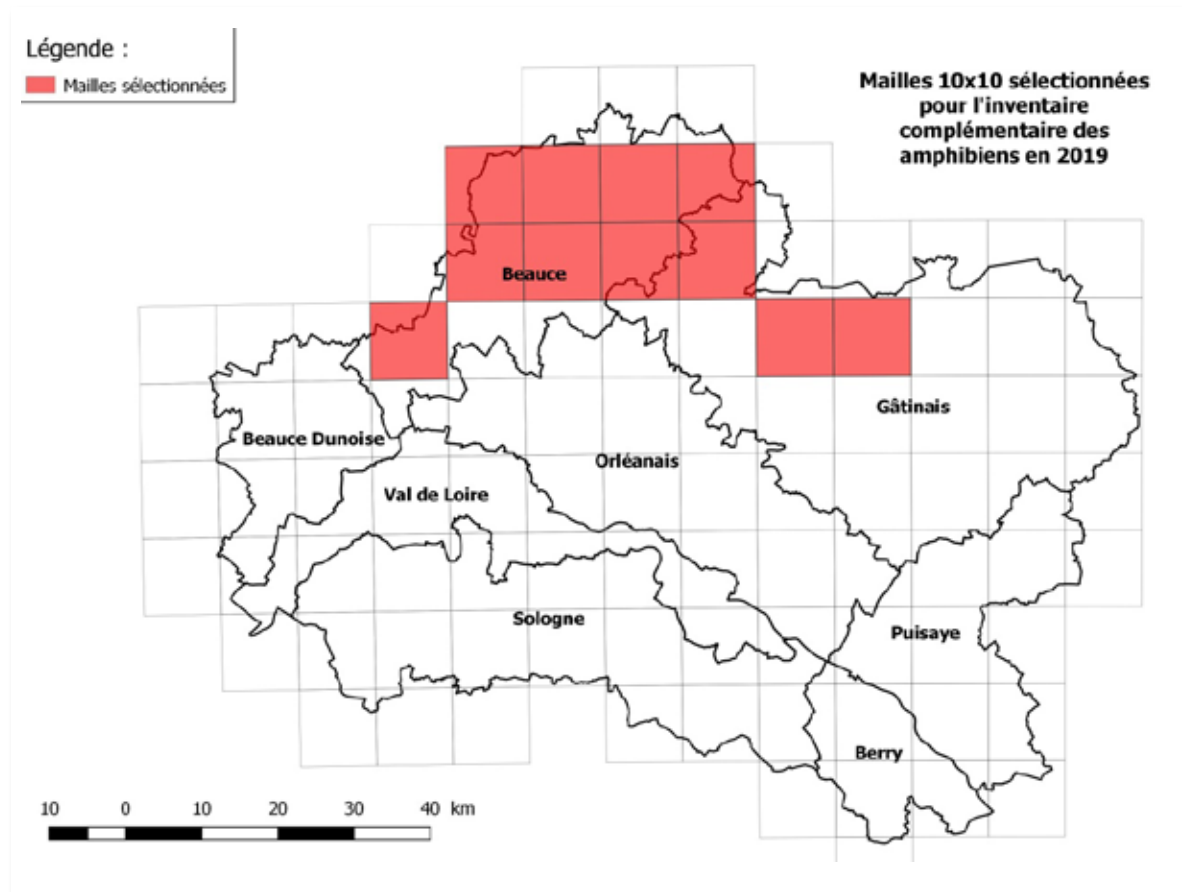 Légende :
Mailles sélectionnées
Mailles 10x10 sélectionnées
pour l'inventaire
complémentaire des
amphibiens en 2019
Beauce
Gâtinais
Beauce Dunoise
Orléanais
Val de Loire
Sologne
Puisaye
Berry
10 0 10 20 30 40 km